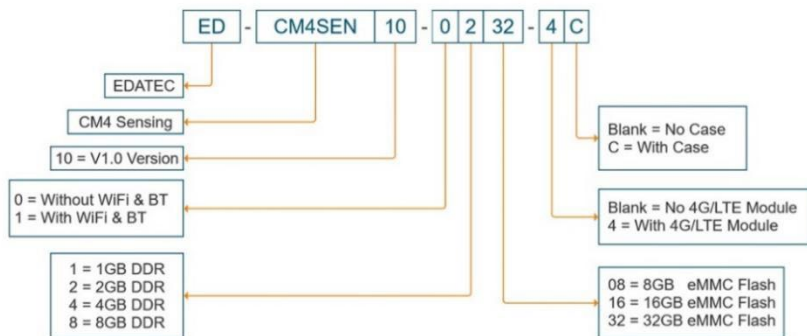 ED - CM4SEN 10 - 0 2 32 - 4 C
EDATEC
CM4 Sensing
10 = V1.0 Version
0 = Without WiFi & BT
1 = With WiFi & BT
1 = 1GB DDR
2 = 2GB DDR
4 = 4GB DDR
8 = 8GB DDR
Blank = No Case
C = With Case
Blank = No 4G/LTE Module
4 = With 4G/LTE Module
08 = 8GB eMMC Flash
16 = 16GB eMMC Flash
32 = 32GB eMMC Flash